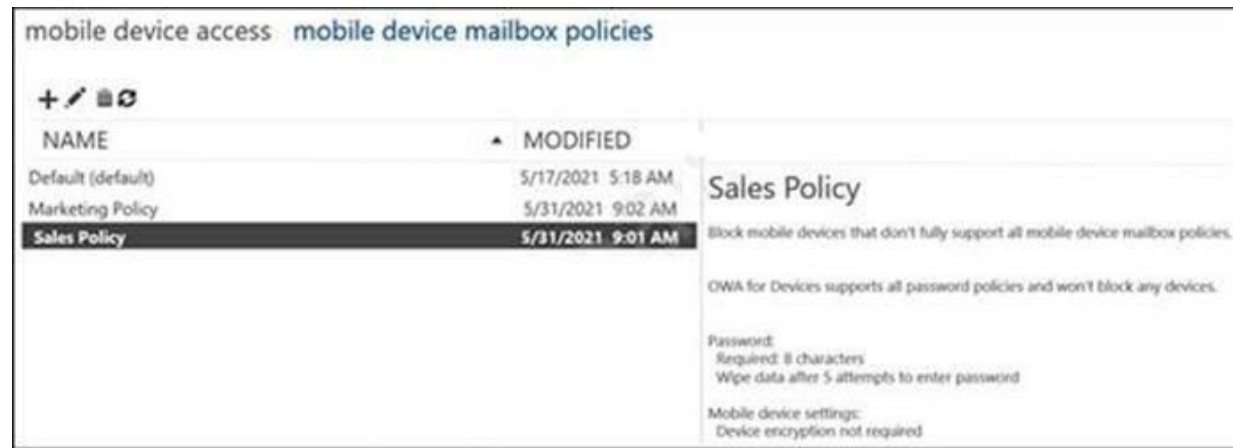 mobile device access mobile device mailbox policies
NAME MODIFIED
Default (default) 5/17/2021 5:18 AM
Marketing Policy 5/31/2021 9:02 AM
Sales Policy 5/31/2021 9:01 AM
Sales Policy
Block mobile devices that don't fully support all mobile device mailbox policies.
OWA for Devices supports all password policies and won't block any devices.
Password:
Required: 8 characters
Wipe data after 5 attempts to enter password
Mobile device settings:
Device encryption not required